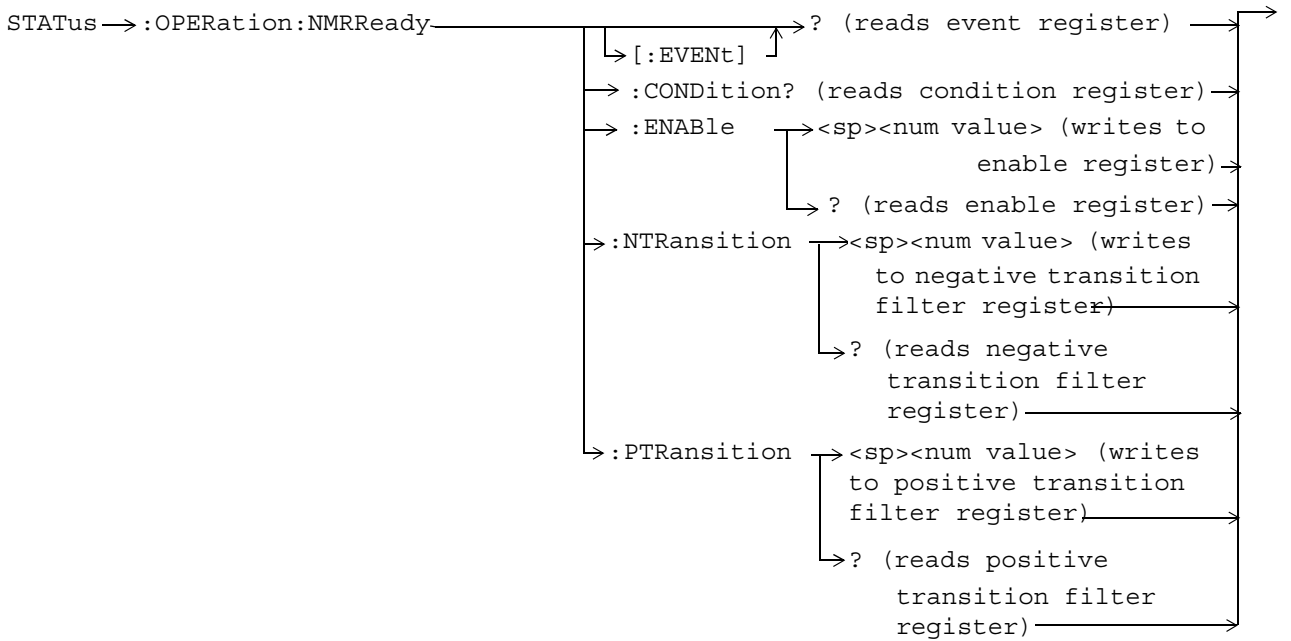 STATus :OPERation:NMRReady ? (reads event register)
[:EVENt]
:CONDition? (reads condition register)
:ENABle <sp><num value> (writes to
enable register)
? (reads enable register)
:NTRansition <sp><num value> (writes
to negative transition
filter register)
? (reads negative
transition filter
register)
:PTRansition <sp><num value> (writes
to positive transition
filter register)
? (reads positive
transition filter
register)